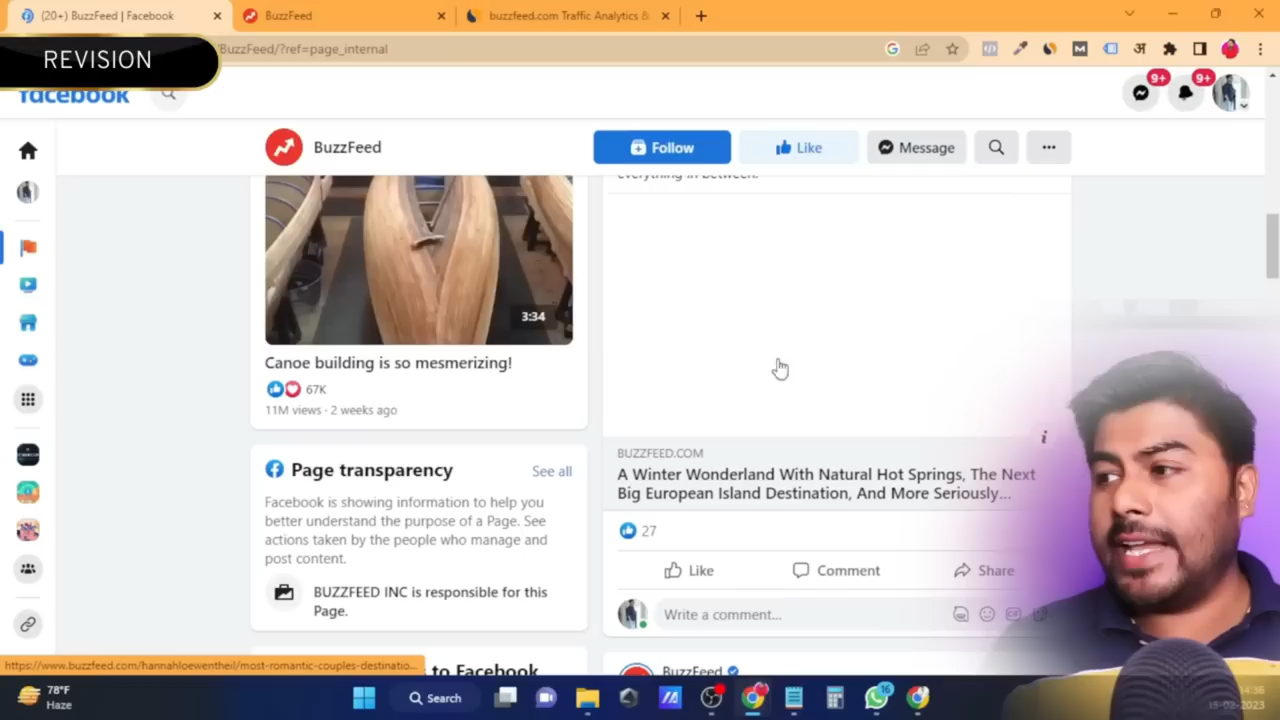 (20+) BuzzFeed | Facebook
BuzzFeed
buzzfeed.com Traffic Analytics &
REVISION
/BuzzFeed/?ref=page_internal
facebook
9+
9+
BuzzFeed
Follow
Like
Message
everything in between.
3:34
Canoe building is so mesmerizing!
67K
11M views · 2 weeks ago
Page transparency
See all
Facebook is showing information to help you
better understand the purpose of a Page. See
actions taken by the people who manage and
post content.
BUZZFEED INC is responsible for this
Page.
to Facebook
BUZZFEED.COM
A Winter Wonderland With Natural Hot Springs, The Next
Big European Island Destination, And More Seriously...
27
Like
Comment
Share
Write a comment...
BuzzFeed
https://www.buzzfeed.com/hannahloewentheil/most-romantic-couples-destinatio...
78°F
Haze
Search
16
14:36
15-02-2023